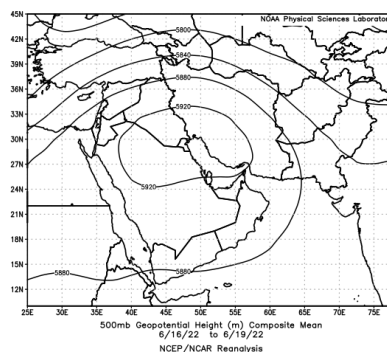 NOAA Physical Sciences Laborato
45N
42N
39N
36N
33N
30N
27N
24N
21N
18N
15N
12N
5800
5840
5880
5920
5920
5880
5880
25E 30E 35E 40E 45E 50E 55E 60E 65E 70E 75E
500mb Geopotential Height (m) Composite Mean
6/16/22 to 6/19/22
NCEP/NCAR Reanalysis